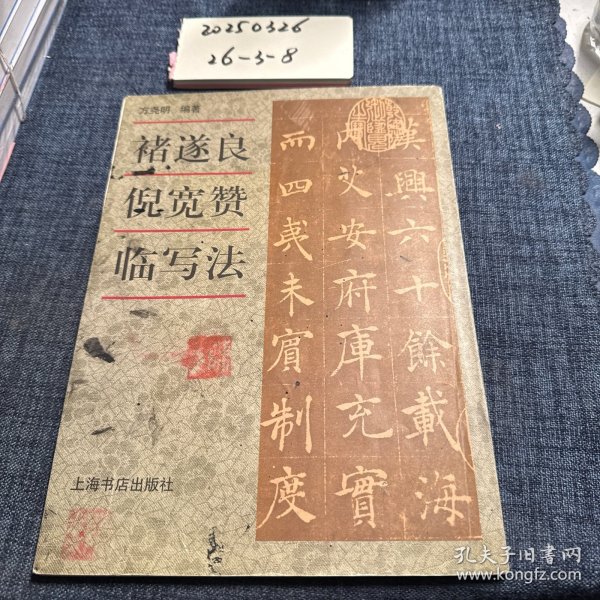 20250326
26-3-8
方尧明 编著
褚遂良
倪宽赞
临写法
上海书店出版社
漢興六十餘載海
内乂安府庫充實
而四夷未賓制度
孔夫子旧书网
www.kongfz.com